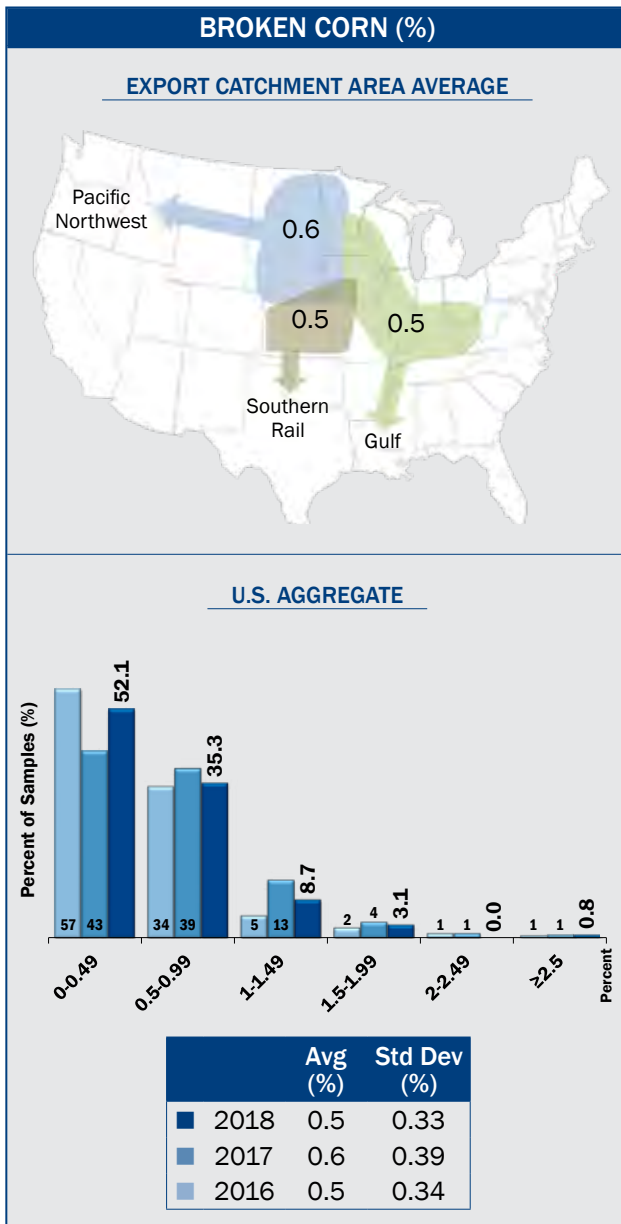 BROKEN CORN (%)
EXPORT CATCHMENT AREA AVERAGE
Pacific
Northwest
0.6
0.5
0.5
Southern
Rail
Gulf
U.S. AGGREGATE
Percent of Samples (%)
57 43 52.1
34 39 35.3
5 13 8.7
2 4 3.1
1 1 0.0
1 1 0.8
0-0.49
0.5-0.99
1-1.49
1.5-1.99
2-2.49
≥2.5
Percent
Avg Std Dev
(%) (%)
2018 0.5 0.33
2017 0.6 0.39
2016 0.5 0.34